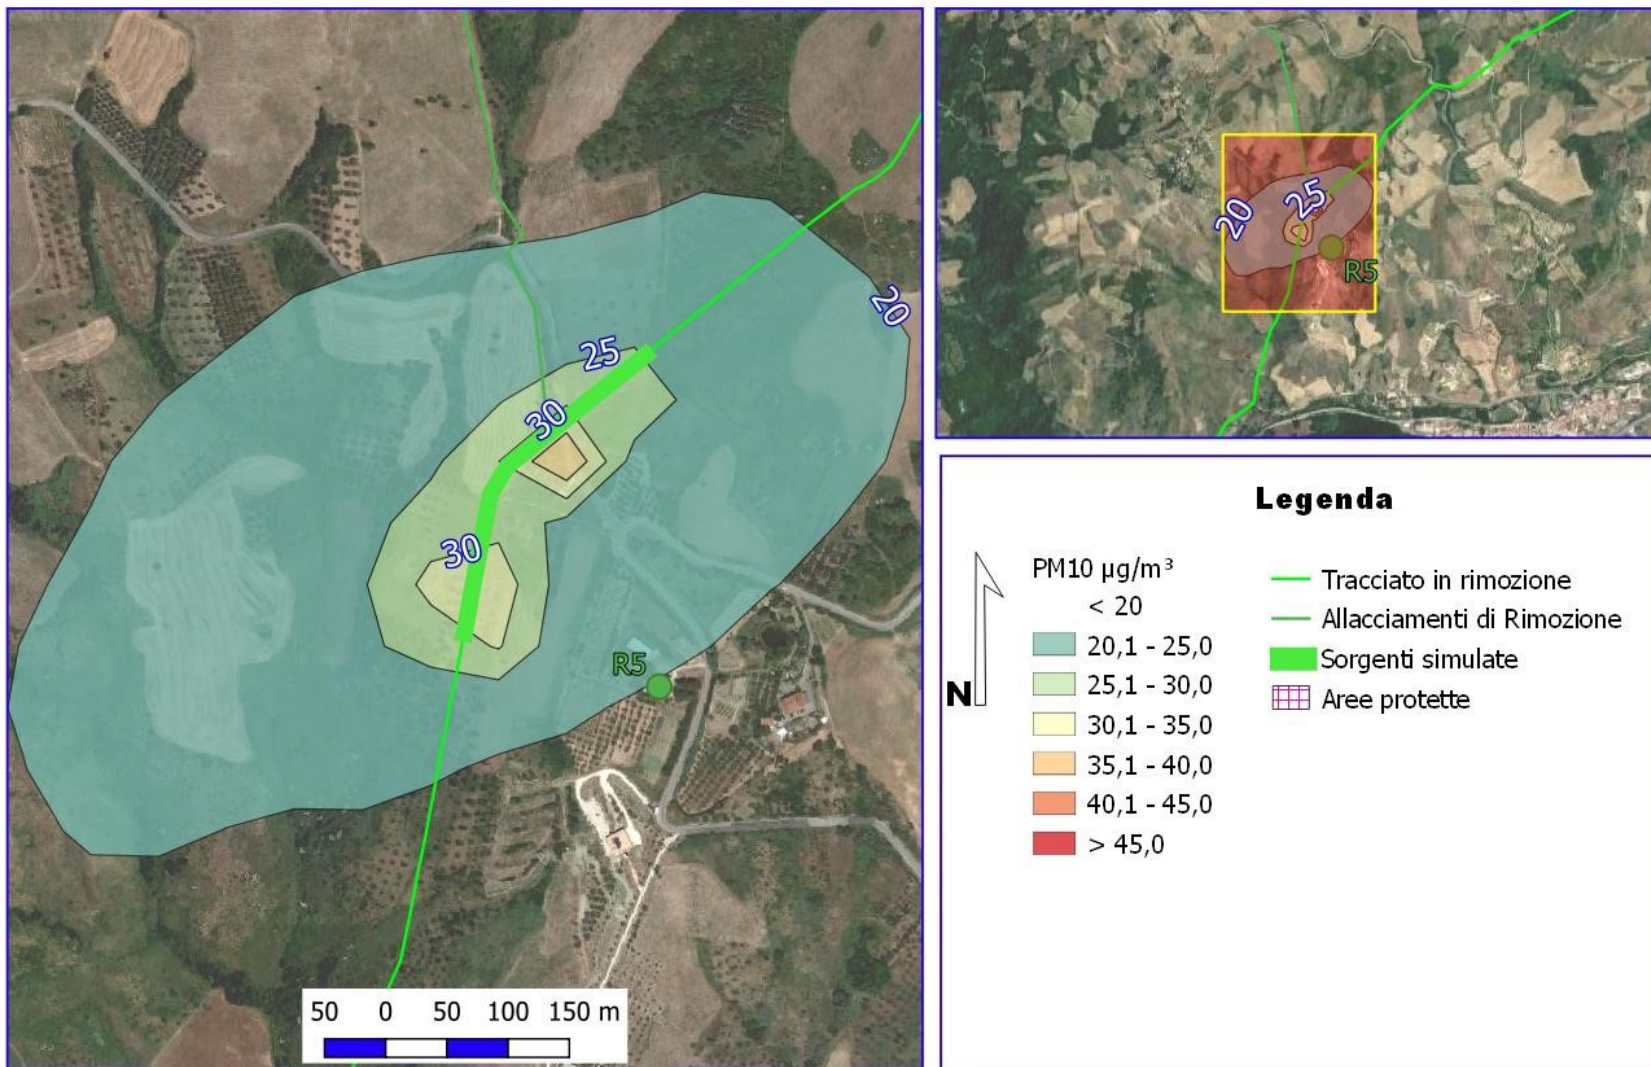 20
25
30
30
R5
50 0 50 100 150 m
20
25
R5
Legenda
PM10 µg/m³
< 20
20,1 - 25,0
25,1 - 30,0
30,1 - 35,0
35,1 - 40,0
40,1 - 45,0
> 45,0
Tracciato in rimozione
Allacciamenti di Rimozione
Sorgenti simulate
Aree protette
N